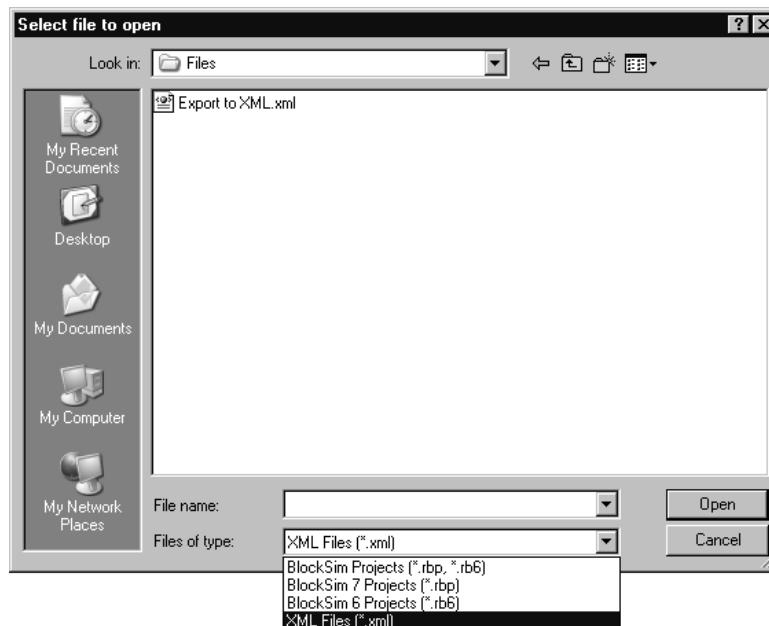 Select file to open
Look in: Files
Export to XML.xml
My Recent
Documents
Desktop
My Documents
My Computer
My Network
Places
File name:
Open
Files of type: XML Files (*.xml)
Cancel
BlockSim Projects (*.rbp, *.rb6)
BlockSim 7 Projects (*.rbp)
BlockSim 6 Projects (*.rb6)
XML Files (*.xml)